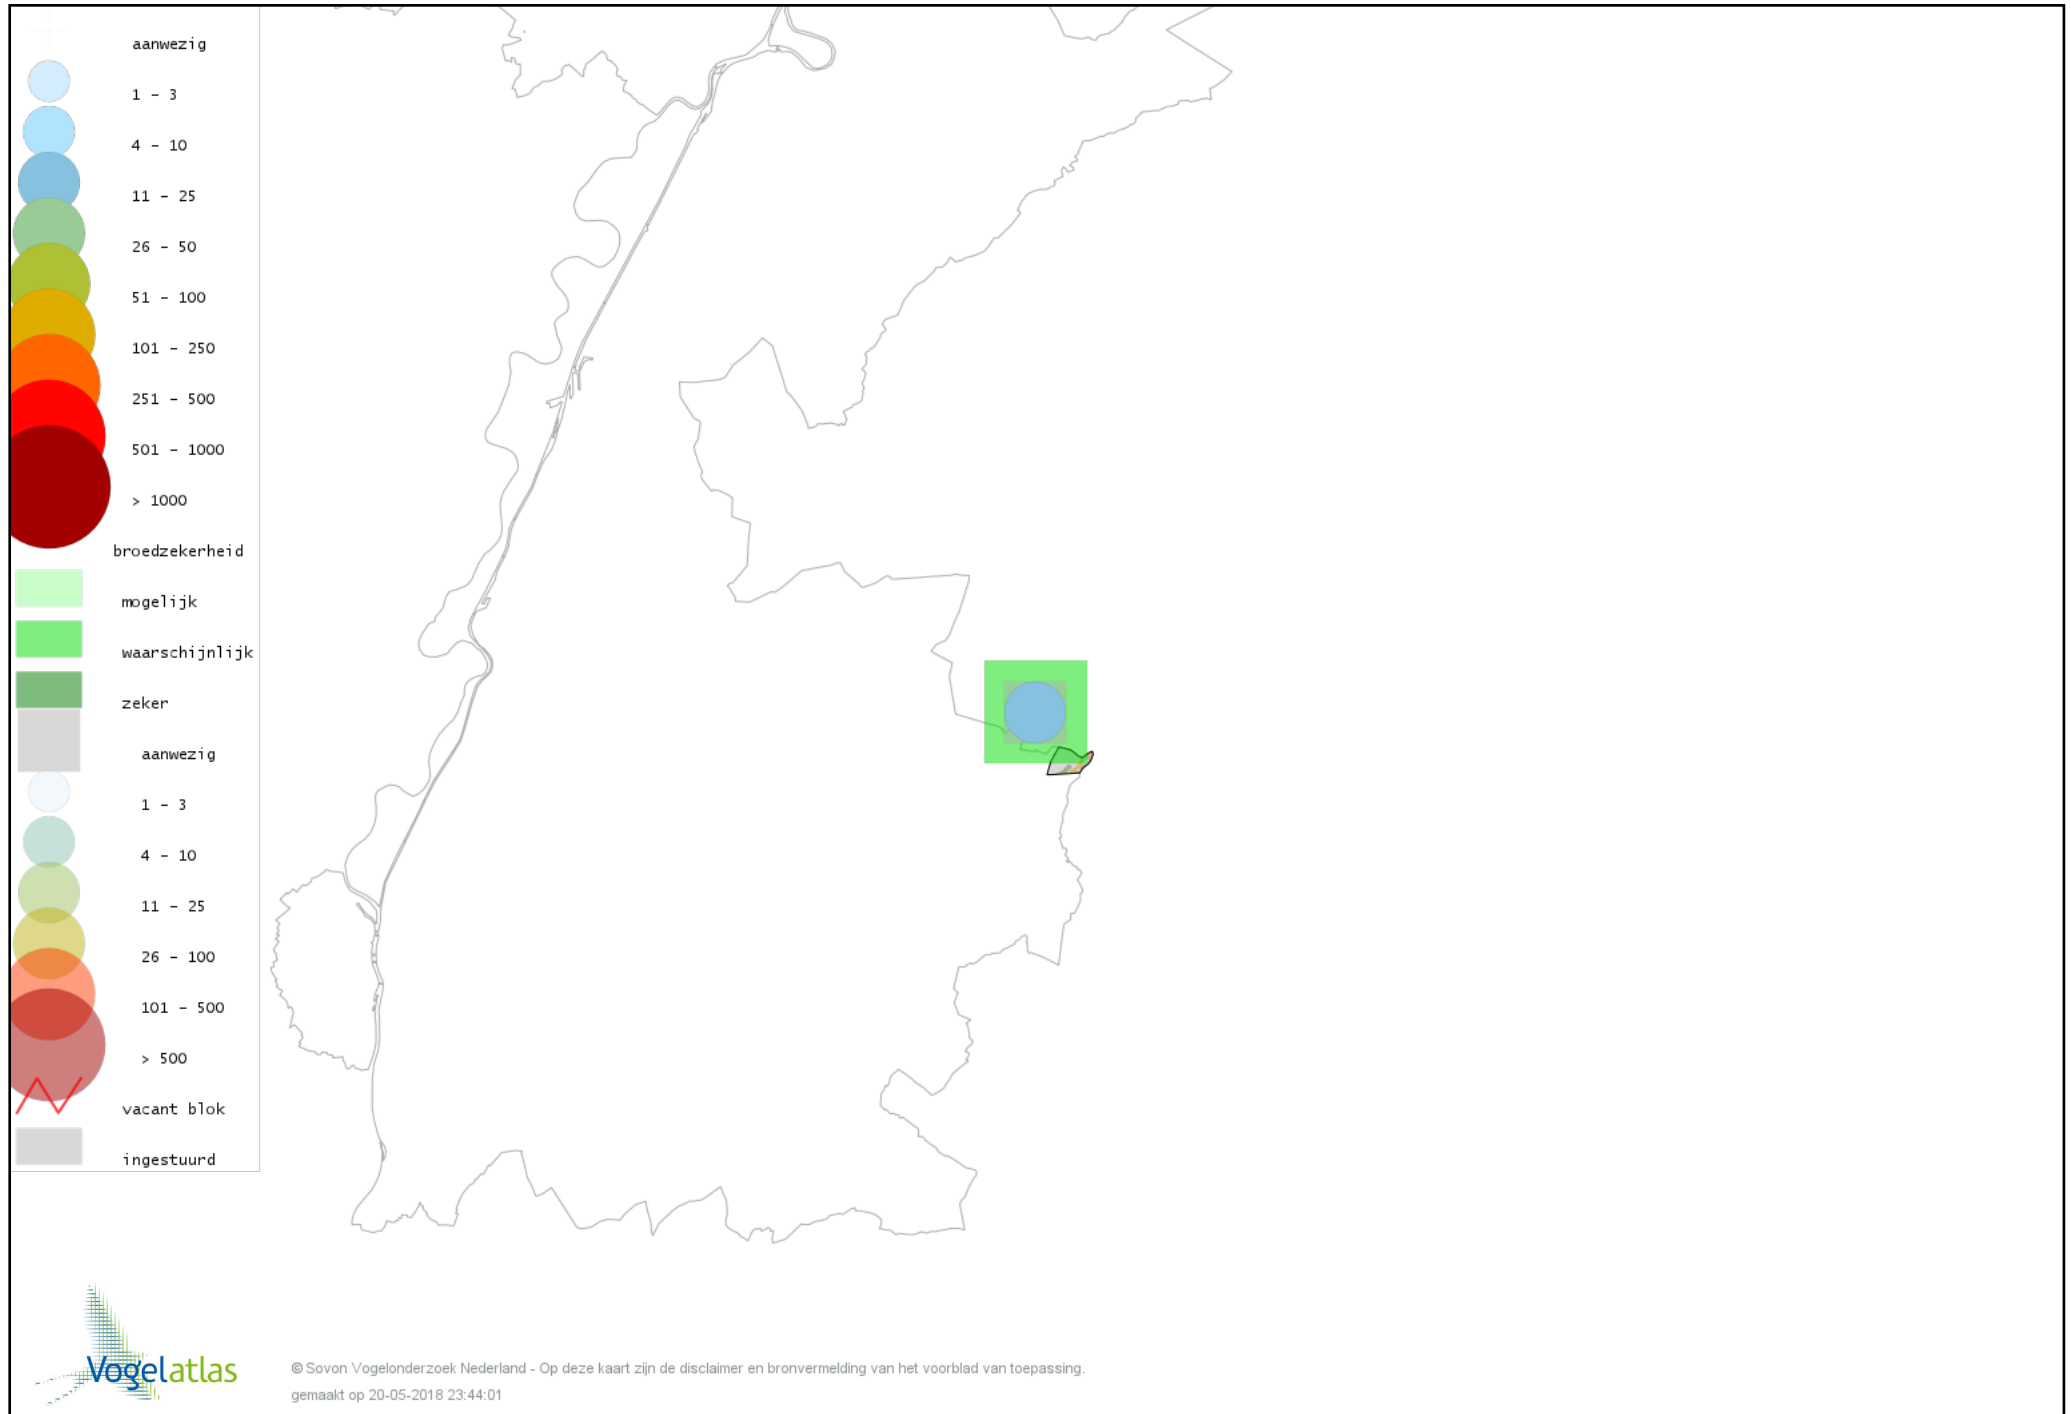 aanwezig
1 - 3
4 - 10
11 - 25
26 - 50
51 - 100
101 - 250
251 - 500
501 - 1000
> 1000
broedzekerheid
mogelijk
waarschijnlijk
zeker
aanwezig
1 - 3
4 - 10
11 - 25
26 - 100
101 - 500
> 500
vacant blok
ingestuurd
Vogelatlas
© Sovon Vogelonderzoek Nederland - Op deze kaart zijn de disclaimer en bronvermelding van het voorblad van toepassing.
gemaakt op 20-05-2018 23:44:01